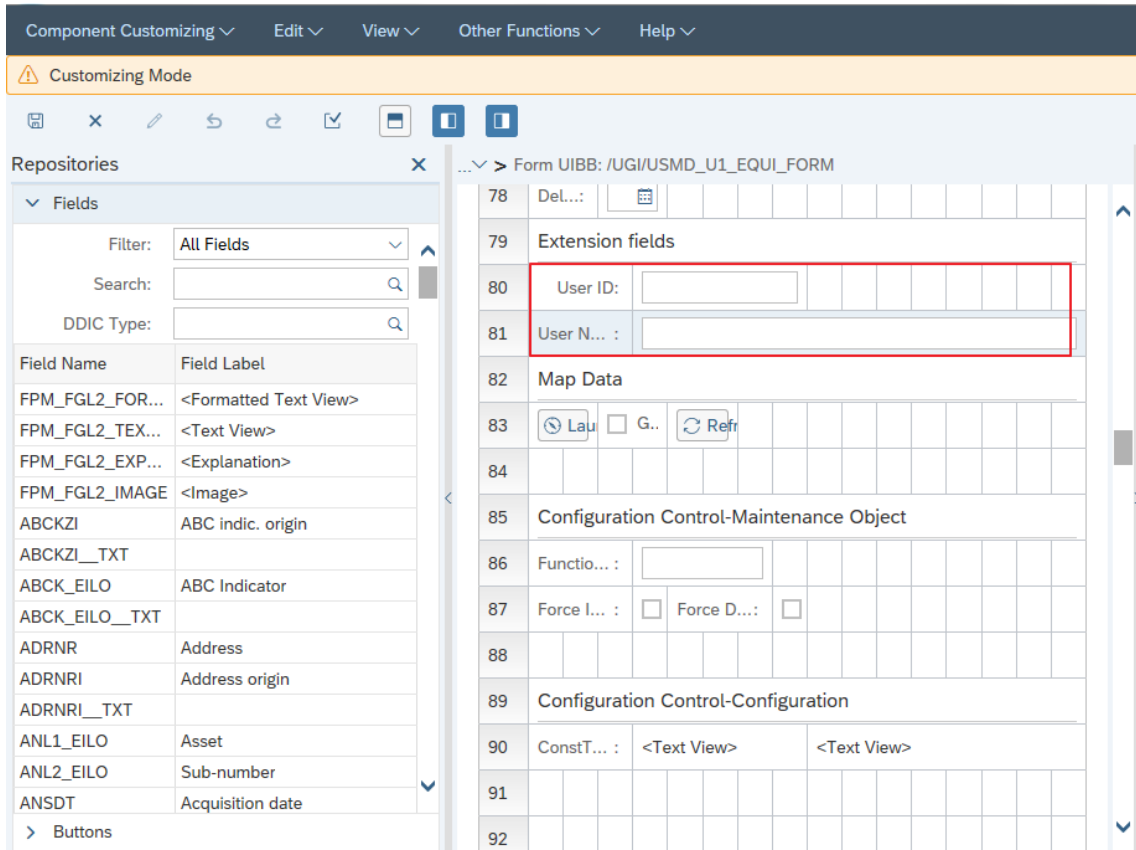 Component Customizing Edit View Other Functions Help
Customizing Mode
Repositories
... > Form UIBB: /UGI/USMD_U1_EQUI_FORM
Fields
Filter: All Fields
Search:
DDIC Type:
Field Name Field Label
FPM_FGL2_FOR... <Formatted Text View>
FPM_FGL2_TEX... <Text View>
FPM_FGL2_EXP... <Explanation>
FPM_FGL2_IMAGE <Image>
ABCKZI ABC indic. origin
ABCKZI__TXT
ABCK_EILO ABC Indicator
ABCK_EILO__TXT
ADRNR Address
ADRNRI Address origin
ADRNRI__TXT
ANL1_EILO Asset
ANL2_EILO Sub-number
ANSDT Acquisition date
Buttons
78 Del...:
79 Extension fields
80 User ID:
81 User N... :
82 Map Data
83 Lau G.. Refr
84
85 Configuration Control-Maintenance Object
86 Functio... :
87 Force I... : Force D...:
88
89 Configuration Control-Configuration
90 ConstT... : <Text View> <Text View>
91
92